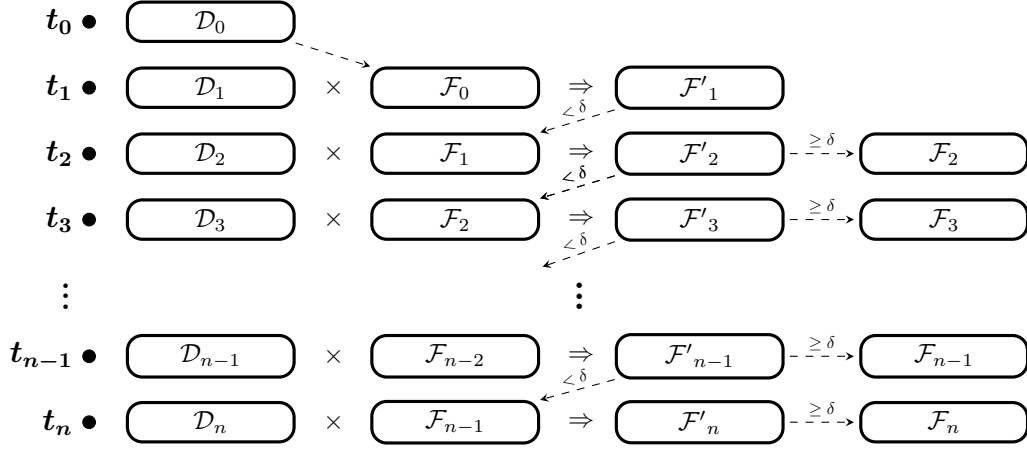 t₀ ● 𝒟₀
t₁ ● 𝒟₁ × ℱ₀ ⇒ ℱ′₁
< δ
t₂ ● 𝒟₂ × ℱ₁ ⇒ ℱ′₂ ≥ δ ℱ₂
< δ
t₃ ● 𝒟₃ × ℱ₂ ⇒ ℱ′₃ ≥ δ ℱ₃
< δ
⋮ ⋮
tₙ₋₁ ● 𝒟ₙ₋₁ × ℱₙ₋₂ ⇒ ℱ′ₙ₋₁ ≥ δ ℱₙ₋₁
< δ
tₙ ● 𝒟ₙ × ℱₙ₋₁ ⇒ ℱ′ₙ ≥ δ ℱₙ